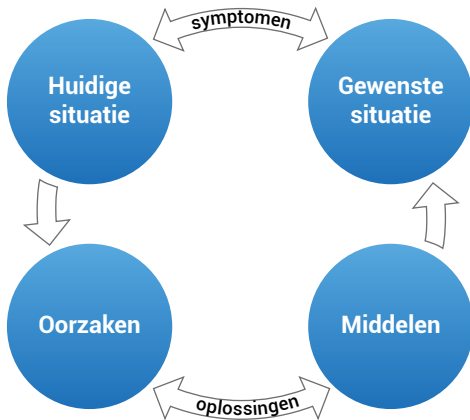 symptomen
Huidige
situatie
Gewenste
situatie
Oorzaken
Middelen
oplossingen